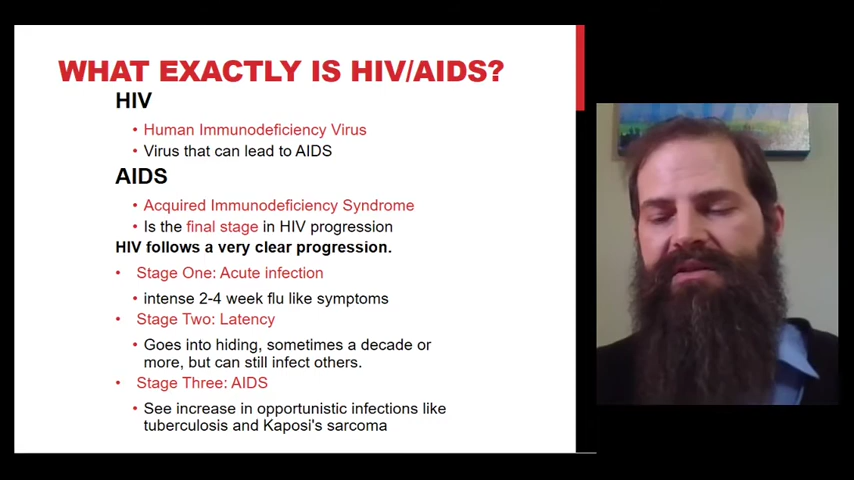 WHAT EXACTLY IS HIV/AIDS?
HIV
• Human Immunodeficiency Virus
• Virus that can lead to AIDS
AIDS
• Acquired Immunodeficiency Syndrome
• Is the final stage in HIV progression
HIV follows a very clear progression.
• Stage One: Acute infection
• intense 2-4 week flu like symptoms
• Stage Two: Latency
• Goes into hiding, sometimes a decade or
more, but can still infect others.
• Stage Three: AIDS
• See increase in opportunistic infections like
tuberculosis and Kaposi's sarcoma